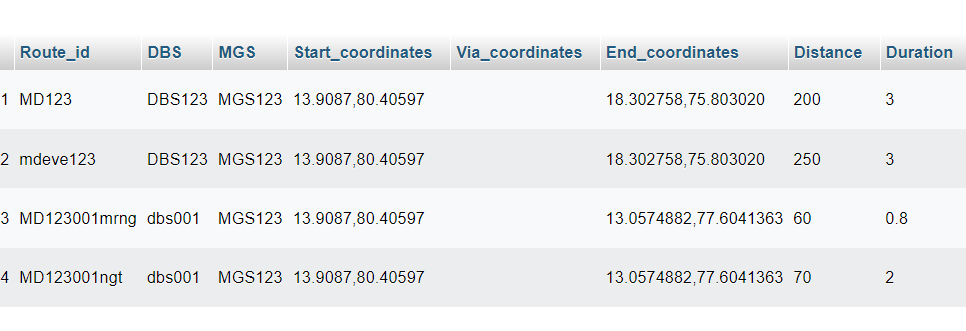 Route_id DBS MGS Start_coordinates Via_coordinates End_coordinates Distance Duration
1 MD123 DBS123 MGS123 13.9087,80.40597 18.302758,75.803020 200 3
2 mdeve123 DBS123 MGS123 13.9087,80.40597 18.302758,75.803020 250 3
3 MD123001mrng dbs001 MGS123 13.9087,80.40597 13.0574882,77.6041363 60 0.8
4 MD123001ngt dbs001 MGS123 13.9087,80.40597 13.0574882,77.6041363 70 2